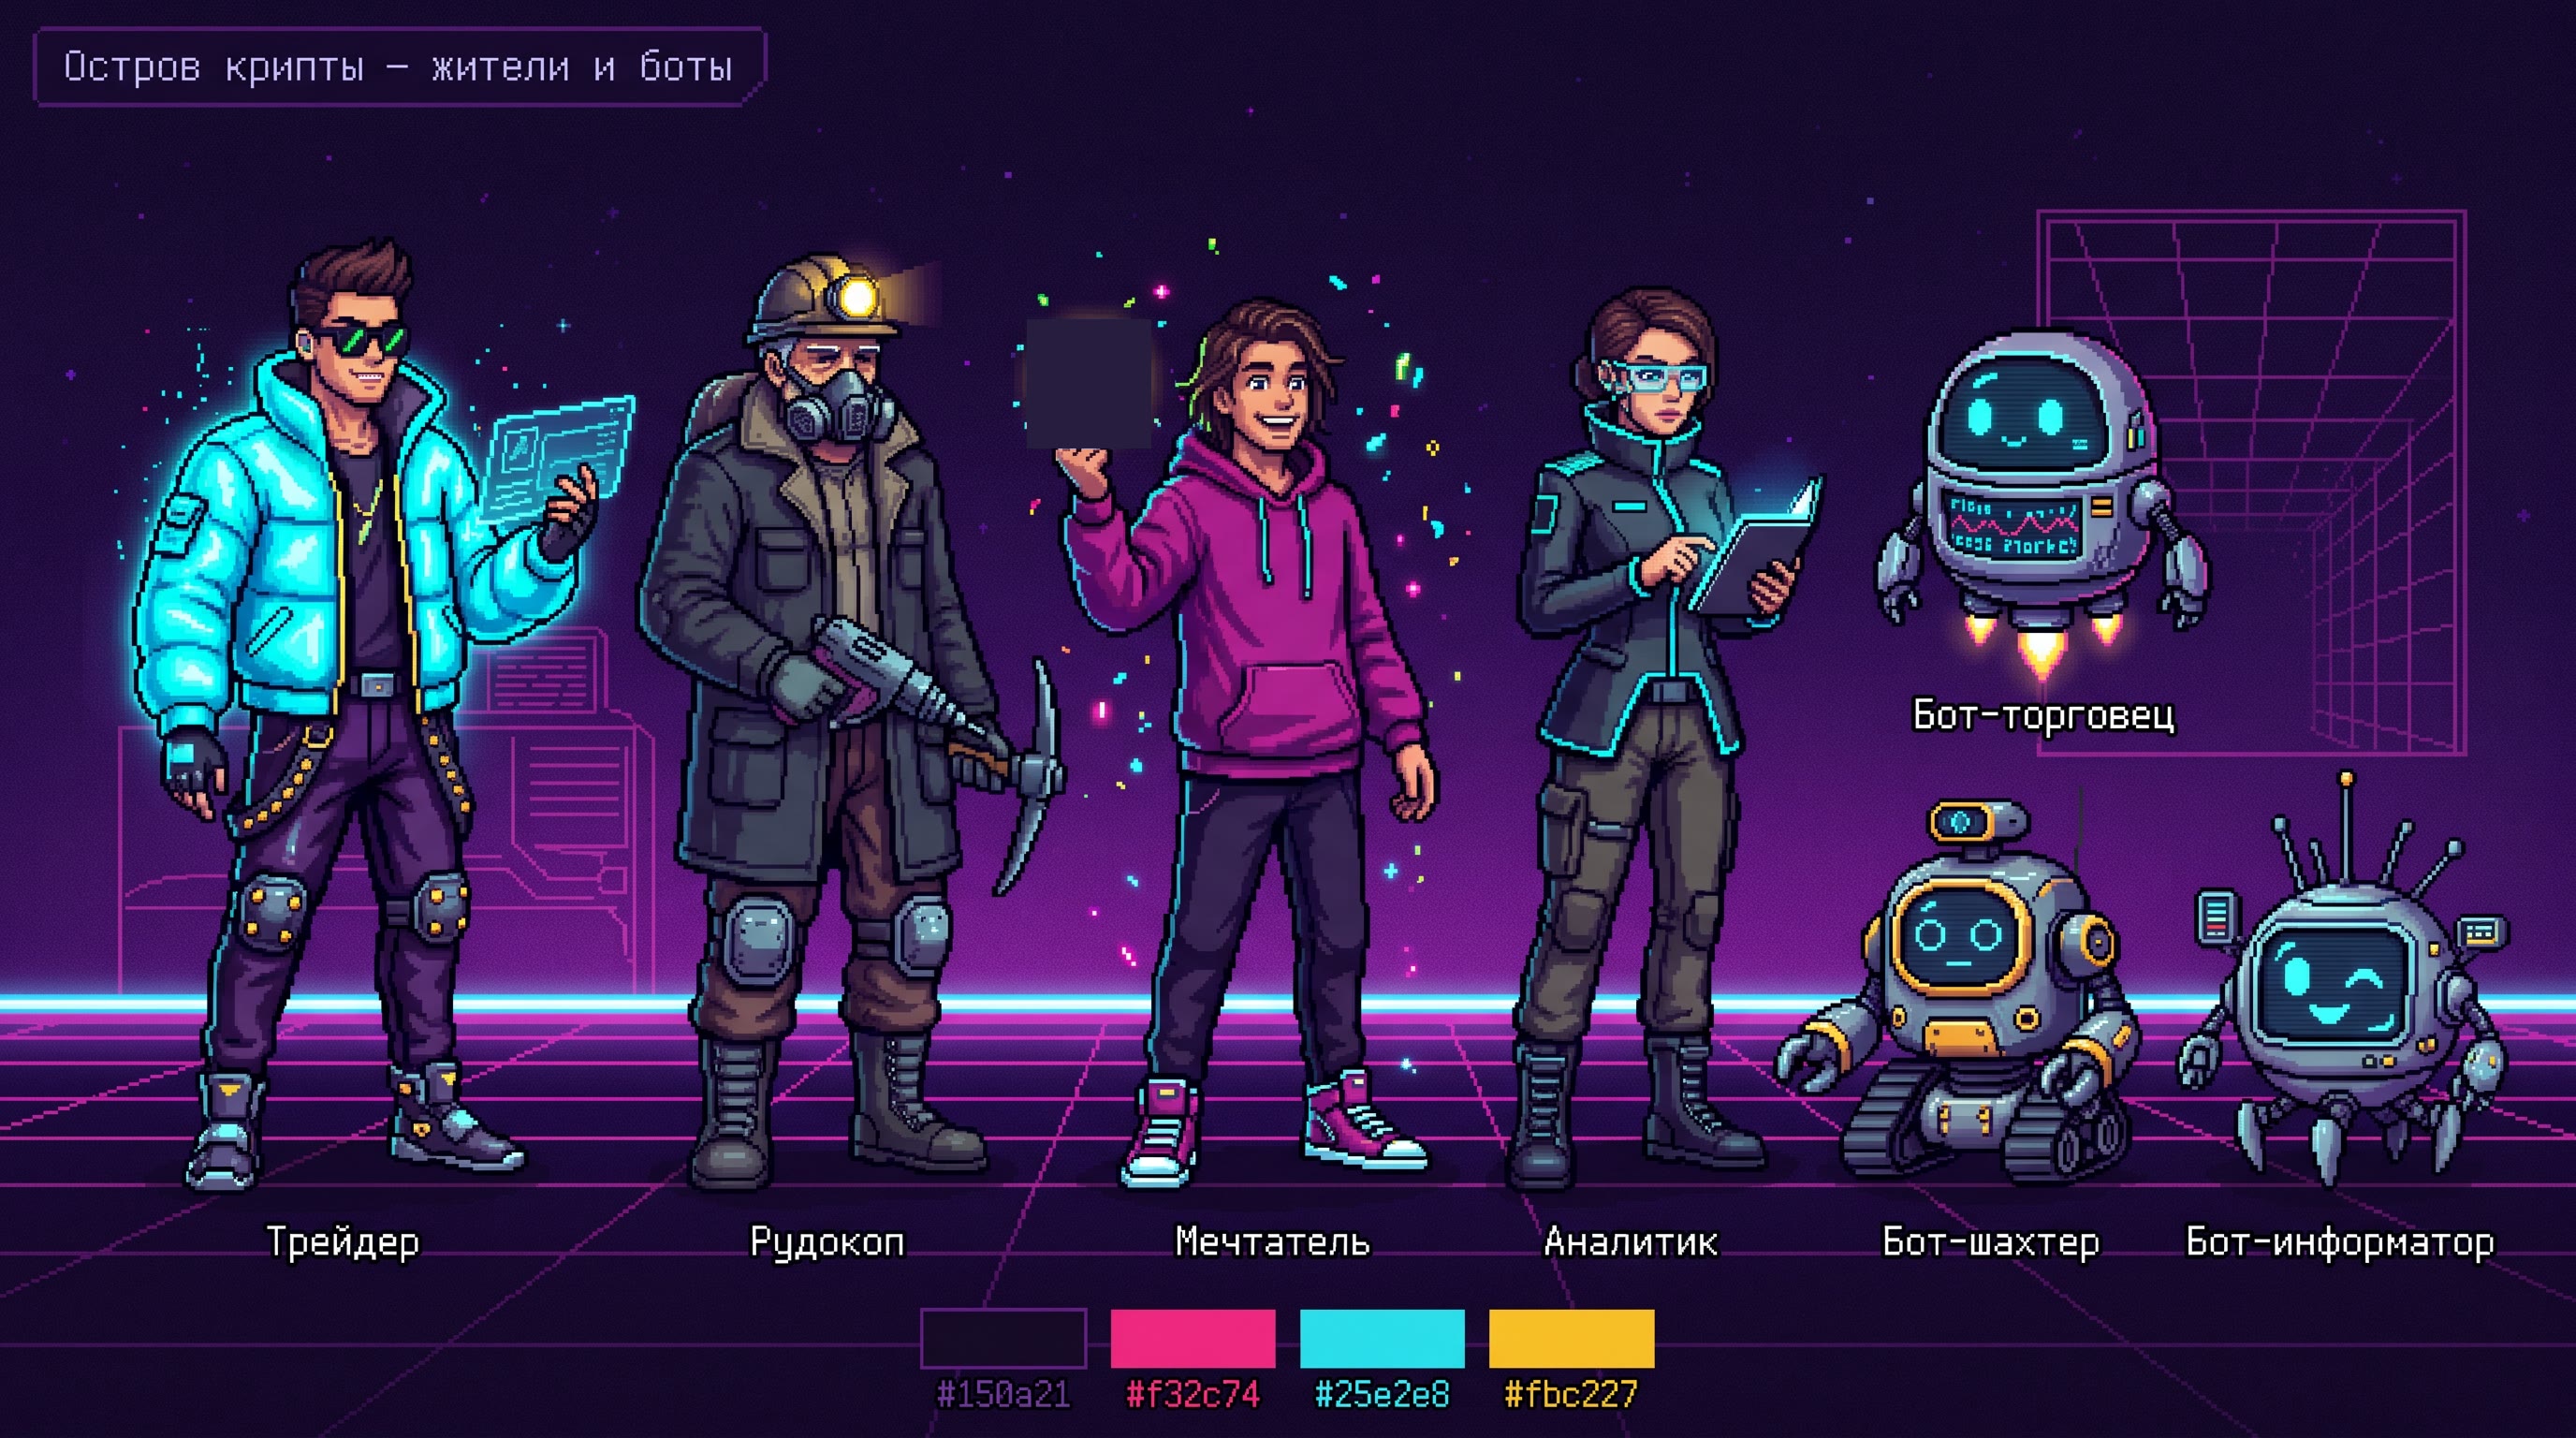 Остров крипты — жители и боты
Бот-торговец
Трейдер
Рудокоп
Мечтатель
Аналитик
Бот-шахтер
Бот-информатор
#150a21
#f32c74
#25e2e8
#fbc227